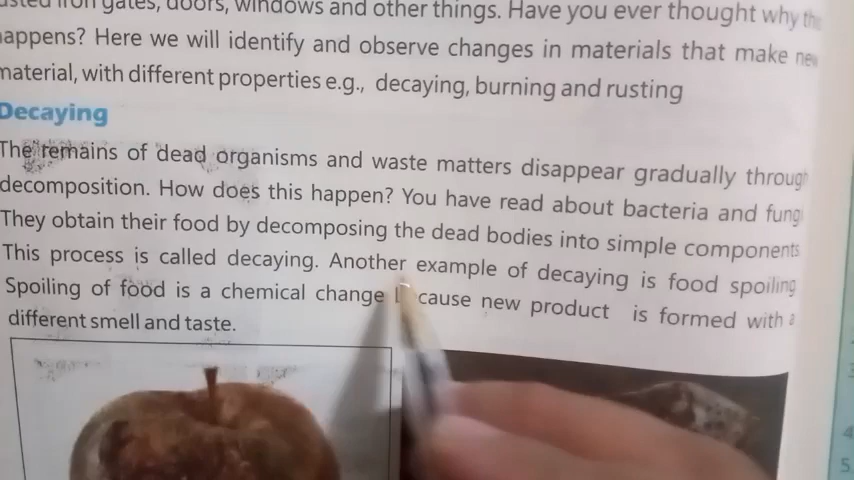 gates, doors, windows and other things. Have you ever thought why
happens? Here we will identify and observe changes in materials that make new
material, with different properties e.g., decaying, burning and rusting
Decaying
The remains of dead organisms and waste matters disappear gradually through
decomposition. How does this happen? You have read about bacteria and fungi
They obtain their food by decomposing the dead bodies into simple components
This process is called decaying. Another example of decaying is food spoiling
Spoiling of food is a chemical change because new product is formed with a
different smell and taste.
4
5